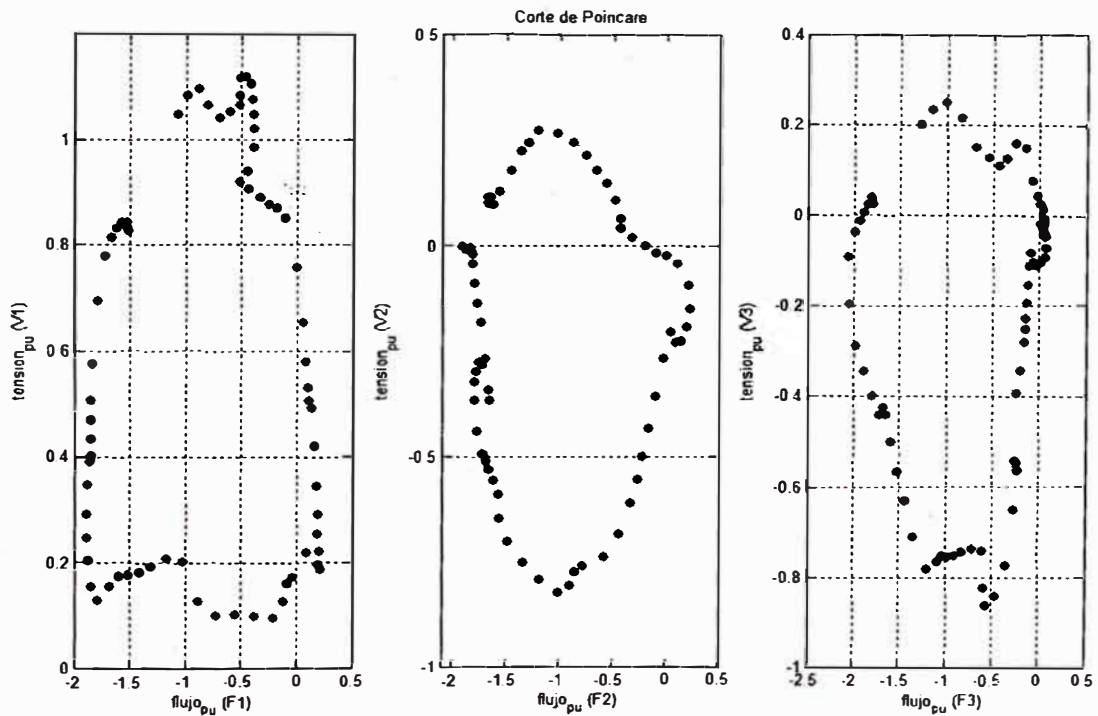 Corte de Poincare
tension_pu (V1)
1
0.8
0.6
0.4
0.2
0
-2 -1.5 -1 -0.5 0 0.5
flujo_pu (F1)
tension_pu (V2)
0 5
0
-0 5
-1
-2 -1.5 -1 -0.5 0 0.5
flujo_pu (F2)
tension_pu (V3)
0.4
0.2
0
-0.2
-0.4
-0.6
-0.8
-1
-2 5 -2 -1.5 -1 -0.5 0 0.5
flujo_pu (F3)